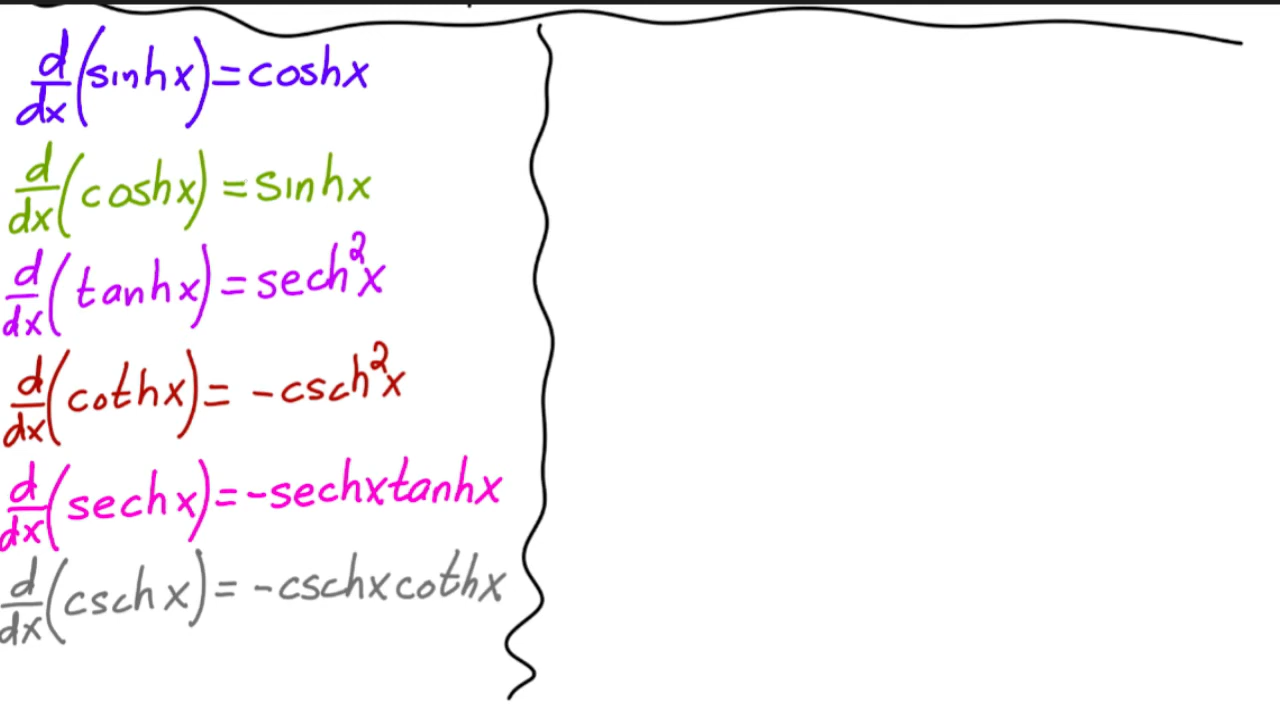 d/dx(sinhx)=coshx
d/dx(coshx)=sinhx
d/dx(tanhx)=sech²x
d/dx(cothx)= -csch²x
d/dx(sechx)=-sechxtanhx
d/dx(cschx)= -cschxcothx